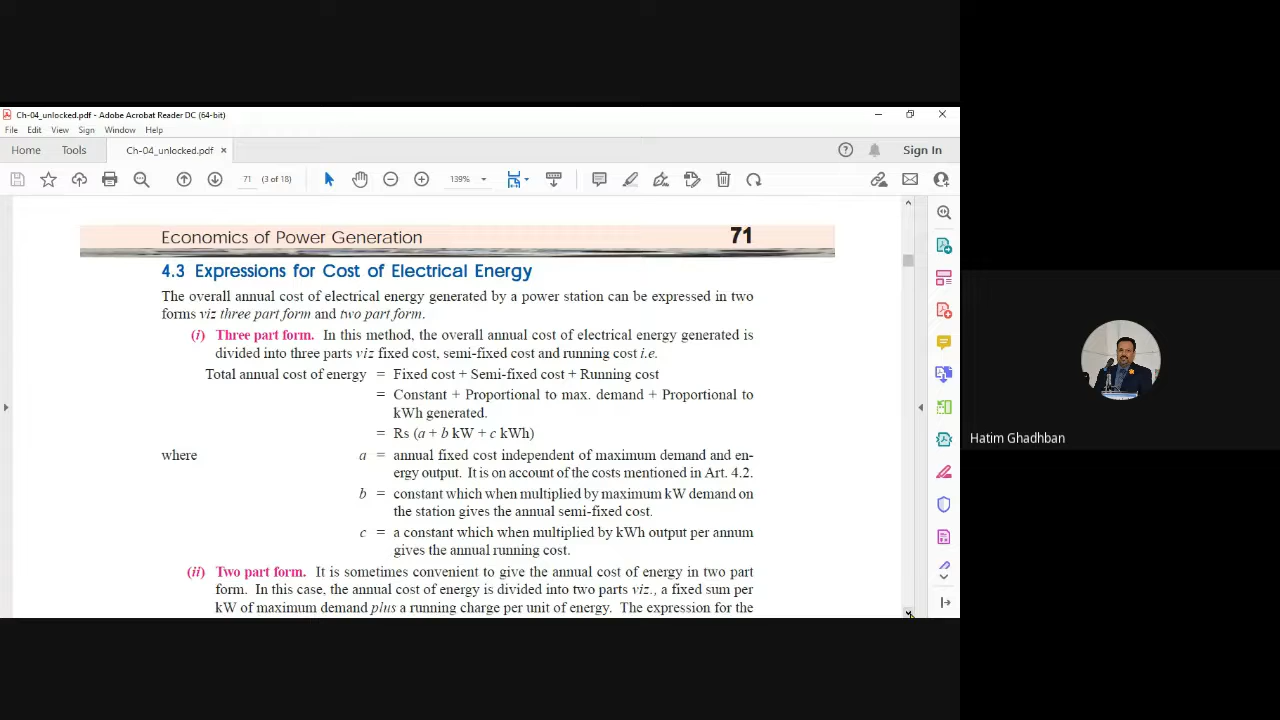 Ch-04_unlocked.pdf - Adobe Acrobat Reader DC (64-bit)
File Edit View Sign Window Help
Home Tools Ch-04_unlocked.pdf × Sign In
71 (3 of 18) 139%
Economics of Power Generation 71
4.3 Expressions for Cost of Electrical Energy
The overall annual cost of electrical energy generated by a power station can be expressed in two
forms viz three part form and two part form.
(i) Three part form. In this method, the overall annual cost of electrical energy generated is
divided into three parts viz fixed cost, semi-fixed cost and running cost i.e.
Total annual cost of energy = Fixed cost + Semi-fixed cost + Running cost
= Constant + Proportional to max. demand + Proportional to
kWh generated.
= Rs (a + b kW + c kWh)
where a = annual fixed cost independent of maximum demand and en-
ergy output. It is on account of the costs mentioned in Art. 4.2.
b = constant which when multiplied by maximum kW demand on
the station gives the annual semi-fixed cost.
c = a constant which when multiplied by kWh output per annum
gives the annual running cost.
(ii) Two part form. It is sometimes convenient to give the annual cost of energy in two part
form. In this case, the annual cost of energy is divided into two parts viz., a fixed sum per
kW of maximum demand plus a running charge per unit of energy. The expression for the
Hatim Ghadhban